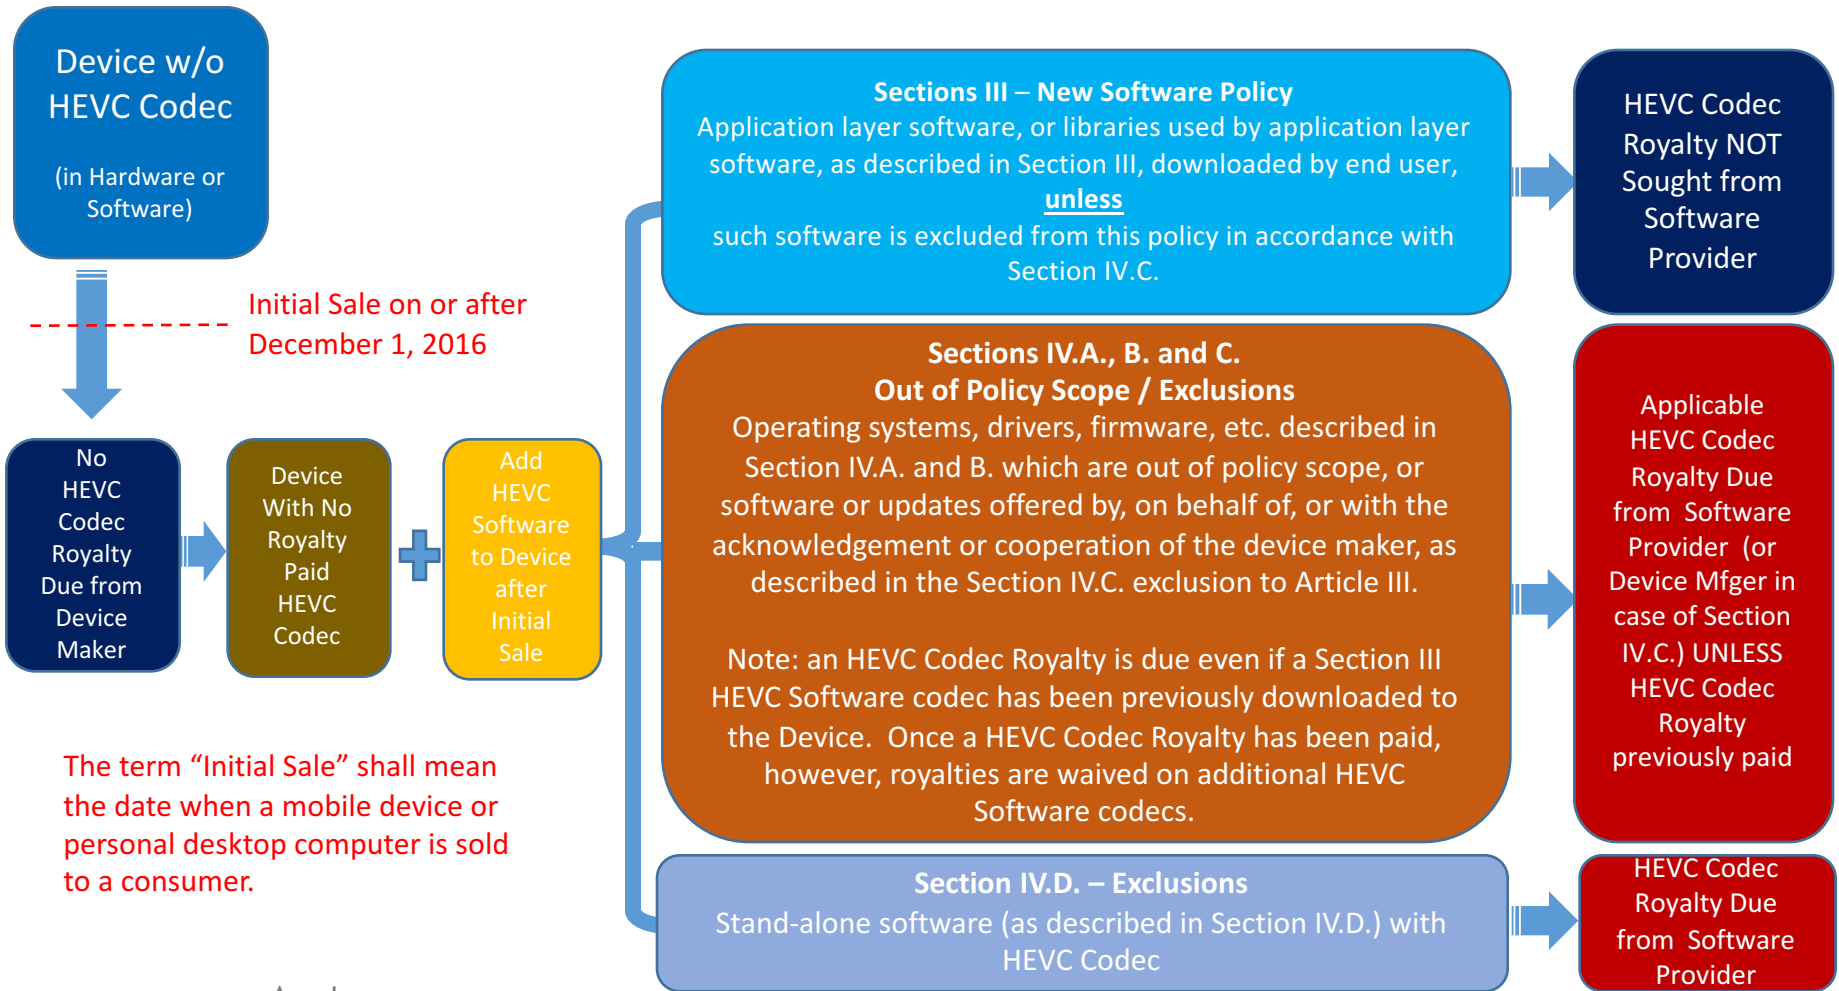 Device w/o
HEVC Codec
(in Hardware or
Software)
Initial Sale on or after
December 1, 2016
No
HEVC
Codec
Royalty
Due from
Device
Maker
Device
With No
Royalty
Paid
HEVC
Codec
Add
HEVC
Software
to Device
after
Initial
Sale
The term “Initial Sale” shall mean
the date when a mobile device or
personal desktop computer is sold
to a consumer.
Sections III – New Software Policy
Application layer software, or libraries used by application layer
software, as described in Section III, downloaded by end user,
unless
such software is excluded from this policy in accordance with
Section IV.C.
HEVC Codec
Royalty NOT
Sought from
Software
Provider
Sections IV.A., B. and C.
Out of Policy Scope / Exclusions
Operating systems, drivers, firmware, etc. described in
Section IV.A. and B. which are out of policy scope, or
software or updates offered by, on behalf of, or with the
acknowledgement or cooperation of the device maker, as
described in the Section IV.C. exclusion to Article III.
Note: an HEVC Codec Royalty is due even if a Section III
HEVC Software codec has been previously downloaded to
the Device. Once a HEVC Codec Royalty has been paid,
however, royalties are waived on additional HEVC
Software codecs.
Applicable
HEVC Codec
Royalty Due
from Software
Provider (or
Device Mfger in
case of Section
IV.C.) UNLESS
HEVC Codec
Royalty
previously paid
Section IV.D. – Exclusions
Stand-alone software (as described in Section IV.D.) with
HEVC Codec
HEVC Codec
Royalty Due
from Software
Provider